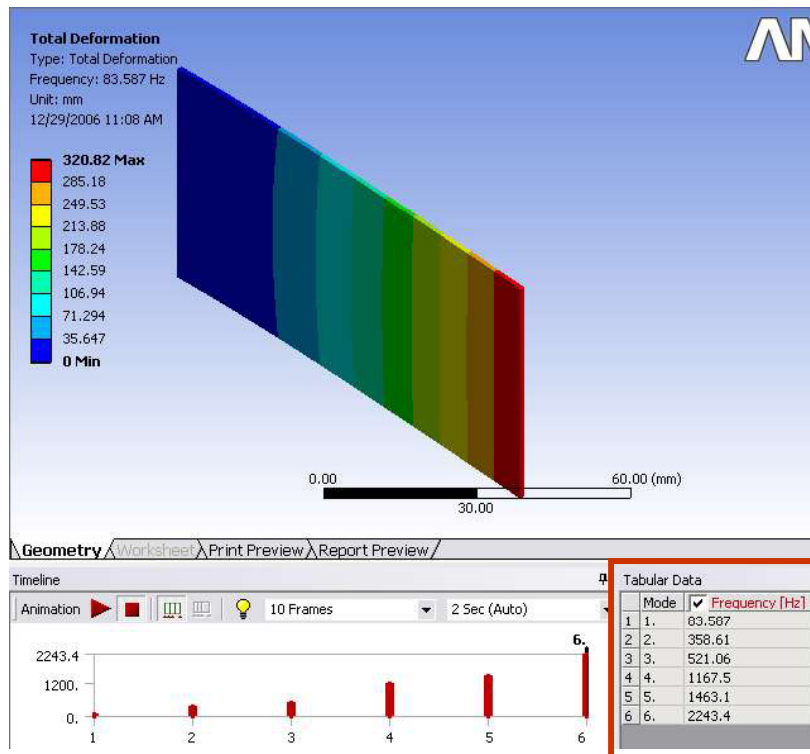 Total Deformation
Type: Total Deformation
Frequency: 83.587 Hz
Unit: mm
12/29/2006 11:08 AM
320.82 Max
285.18
249.53
213.88
178.24
142.59
106.94
71.294
35.647
0 Min
AN
0.00 60.00 (mm)
30.00
Geometry Worksheet Print Preview Report Preview
Timeline
Animation 10 Frames 2 Sec (Auto)
6.
2243.4
1200.
0.
1 2 3 4 5 6
Tabular Data
Mode Frequency [Hz]
1 1. 83.587
2 2. 358.61
3 3. 521.06
4 4. 1167.5
5 5. 1463.1
6 6. 2243.4